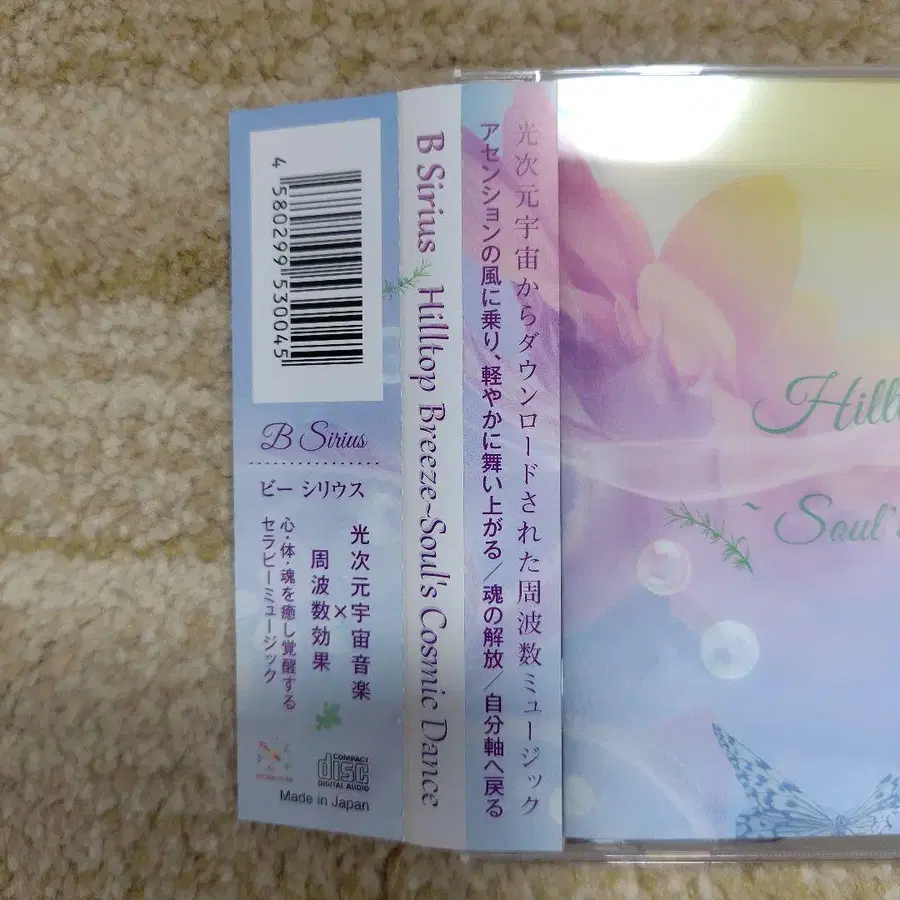 4 580299 530045
B Sirius
ビー シリウス
光次元宇宙音楽
×
周波数効果
心・体・魂を癒し覚醒する
セラピーミュージック
COMPACT
disc
DIGITAL AUDIO
Made in Japan
B Sirius Hilltop Breeze~Soul's Cosmic Dance
光次元宇宙からダウンロードされた周波数ミュージック
アセンションの風に乗り、軽やかに舞い上がる／魂の解放／自分軸へ戻る
~ Soul's